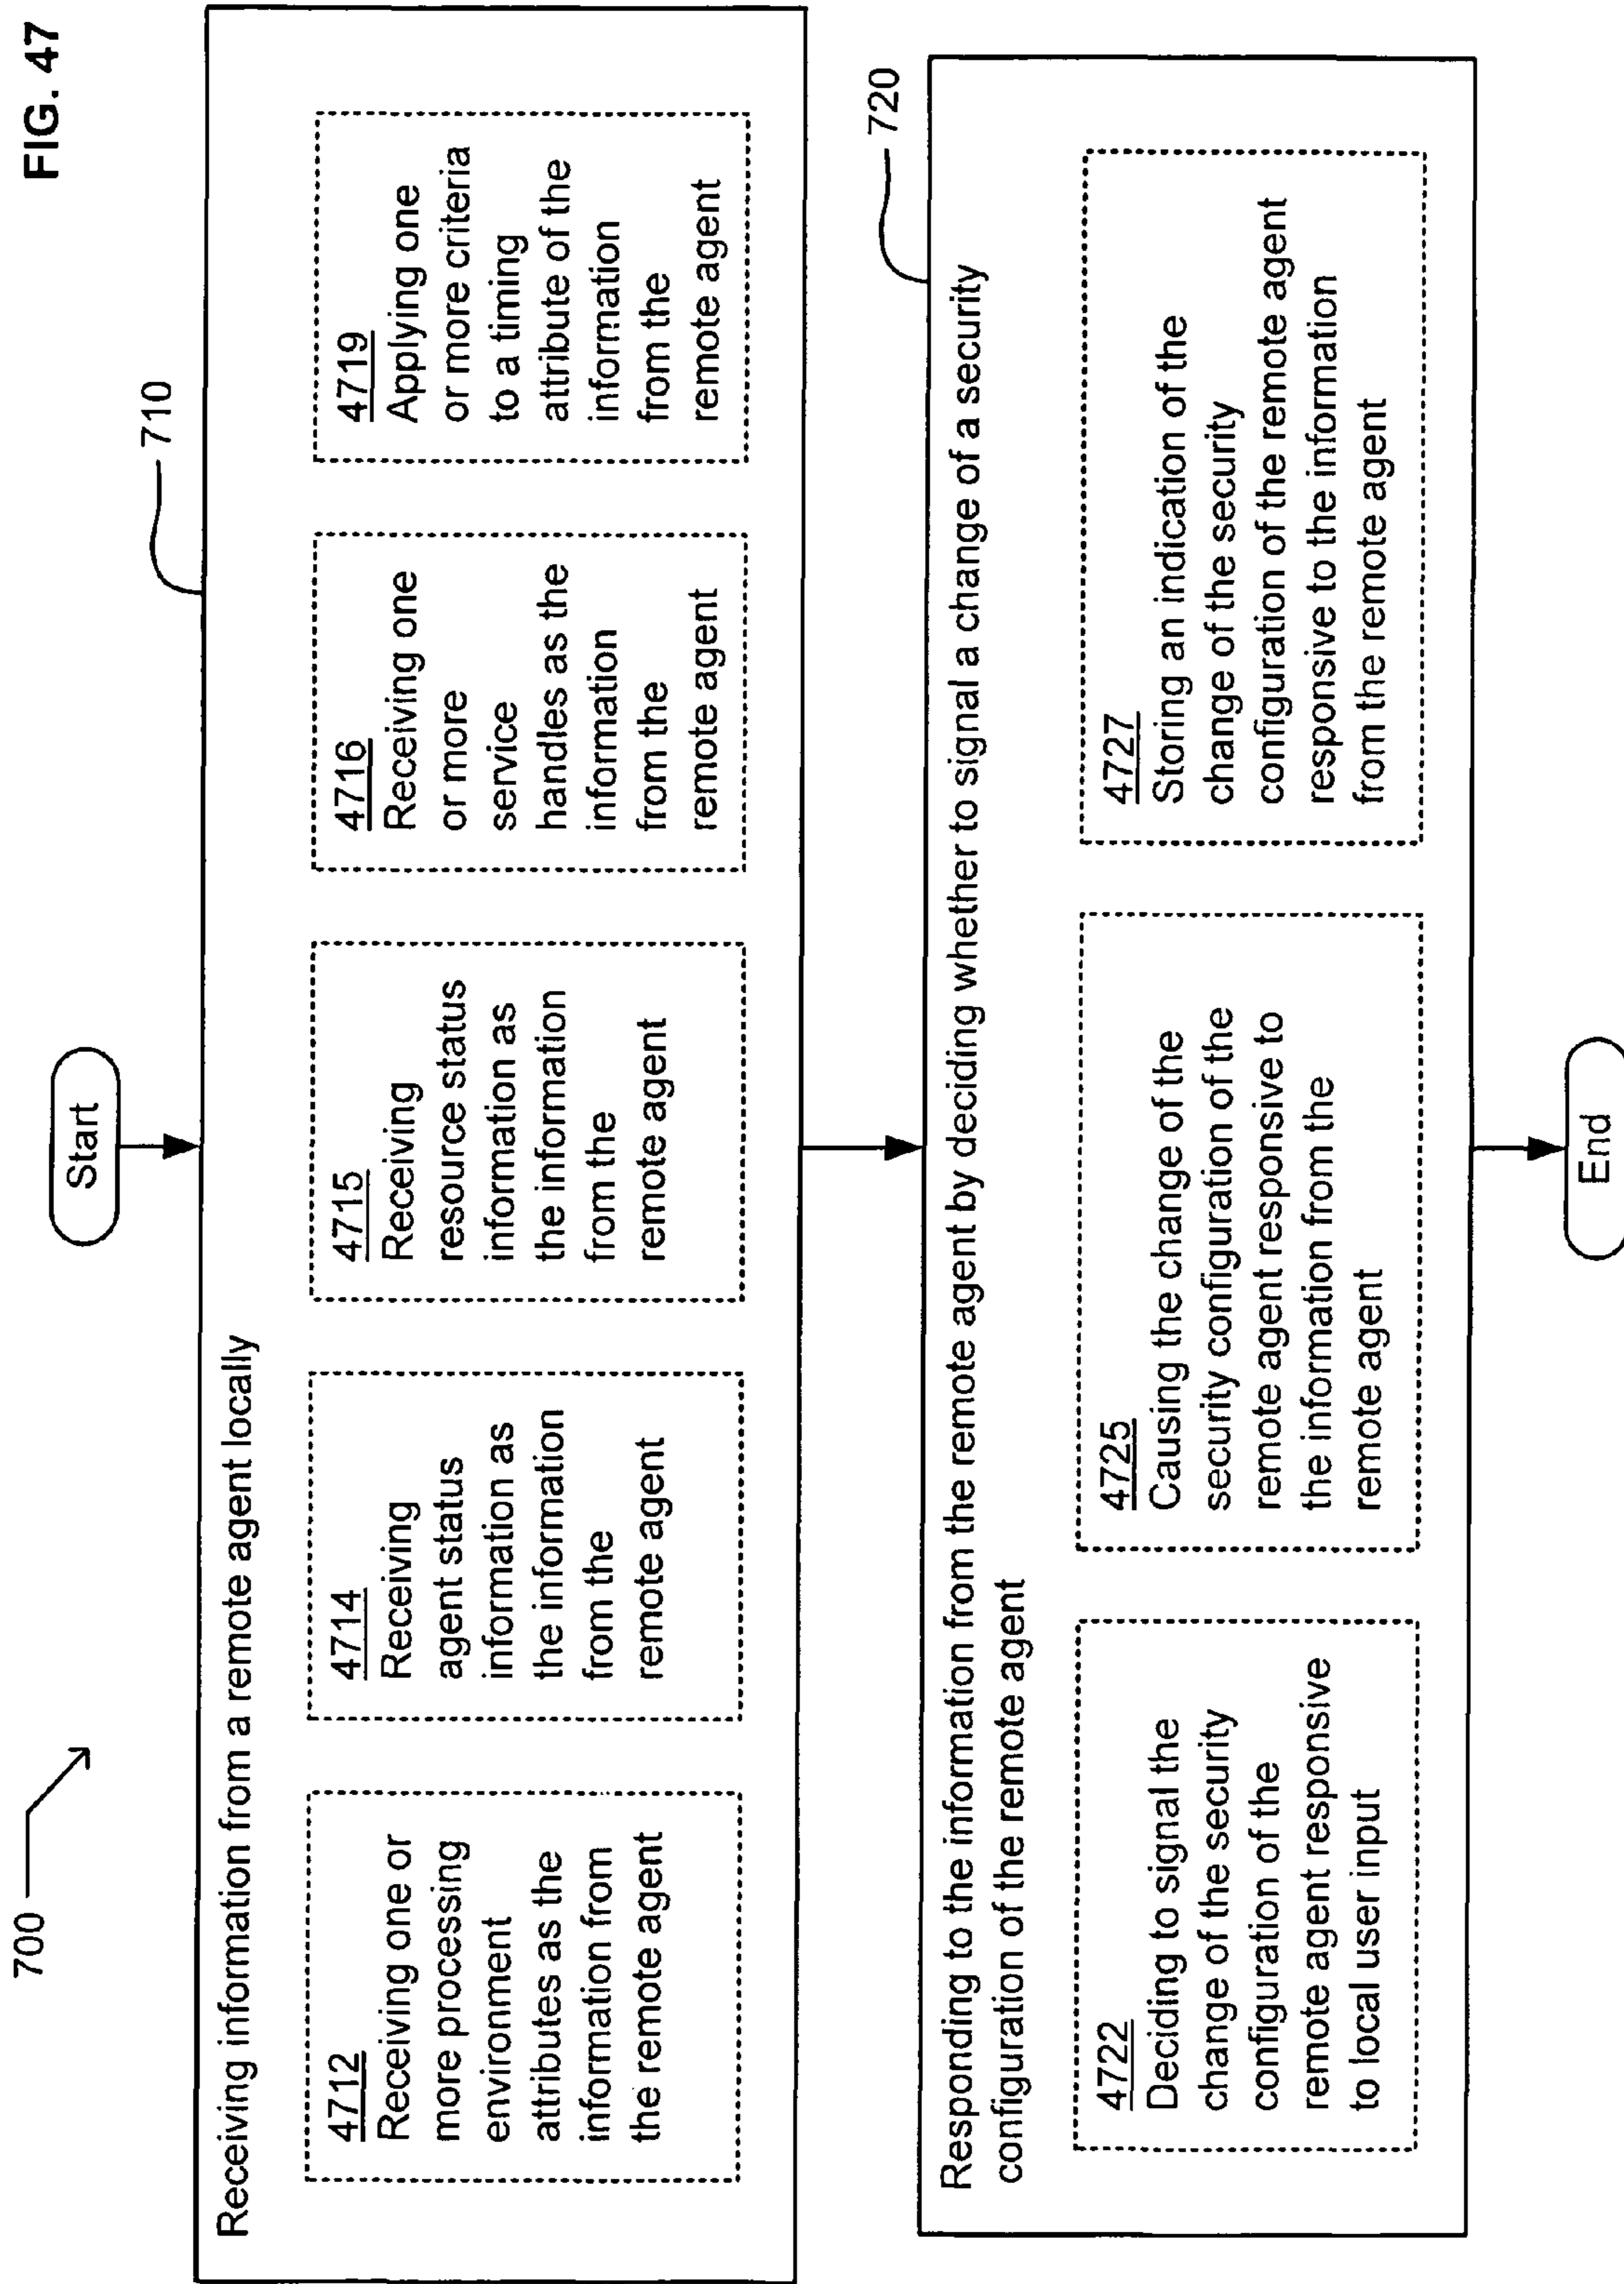 FIG. 47
700
Start
710
Receiving information from a remote agent locally
4712
Receiving one or
more processing
environment
attributes as the
information from
the remote agent
4714
Receiving
agent status
information as
the information
from the
remote agent
4715
Receiving
resource status
information as
the information
from the
remote agent
4716
Receiving one
or more
service
handles as the
information
from the
remote agent
4719
Applying one
or more criteria
to a timing
attribute of the
information
from the
remote agent
720
Responding to the information from the remote agent by deciding whether to signal a change of a security
configuration of the remote agent
4722
Deciding to signal the
change of the security
configuration of the
remote agent responsive
to local user input
4725
Causing the change of the
security configuration of the
remote agent responsive to
the information from the
remote agent
4727
Storing an indication of the
change of the security
configuration of the remote agent
responsive to the information
from the remote agent
End